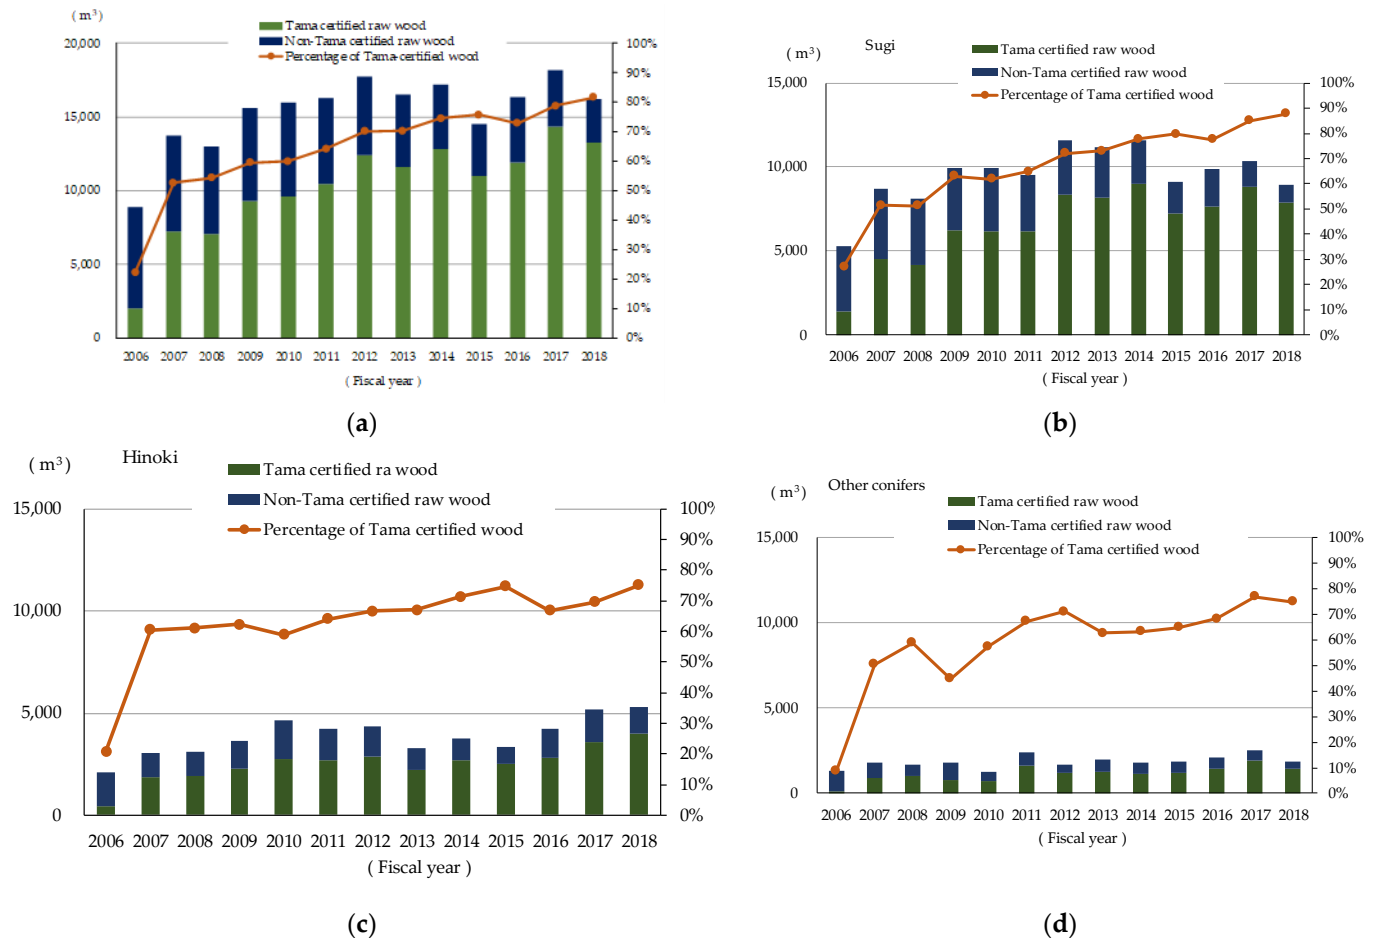 ( m³ )
Tama certified raw wood
Non-Tama certified raw wood
Percentage of Tama-certified wood
20,000
15,000
10,000
5,000
0
100%
90%
80%
70%
60%
50%
40%
30%
20%
10%
0%
2006 2007 2008 2009 2010 2011 2012 2013 2014 2015 2016 2017 2018
( Fiscal year )
(a)
( m³ )
Sugi
Tama certified raw wood
Non-Tama certified raw wood
Percentage of Tama certified wood
15,000
10,000
5,000
0
100%
90%
80%
70%
60%
50%
40%
30%
20%
10%
0%
2006 2007 2008 2009 2010 2011 2012 2013 2014 2015 2016 2017 2018
( Fiscal year )
(b)
( m³ )
Hinoki
Tama certified ra wood
Non-Tama certified raw wood
Percentage of Tama certified wood
15,000
10,000
5,000
0
100%
90%
80%
70%
60%
50%
40%
30%
20%
10%
0%
2006 2007 2008 2009 2010 2011 2012 2013 2014 2015 2016 2017 2018
( Fiscal year )
(c)
( m³ )
Other conifers
Tama certified raw wood
Non-Tama certified raw wood
Percentage of Tama certified wood
15,000
10,000
5,000
0
100%
90%
80%
70%
60%
50%
40%
30%
20%
10%
0%
2006 2007 2008 2009 2010 2011 2012 2013 2014 2015 2016 2017 2018
( Fiscal year )
(d)